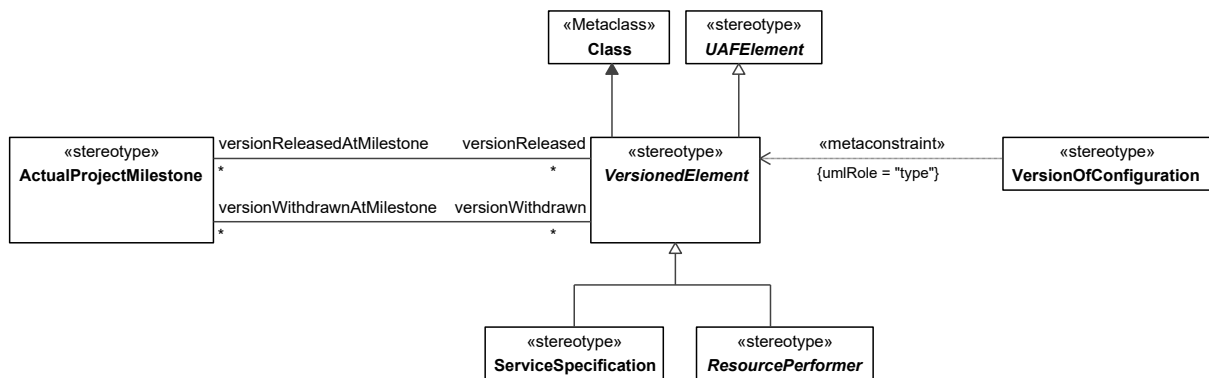 «Metaclass»
Class
«stereotype»
UAFElement
versionReleasedAtMilestone
versionReleased
*
*
«stereotype»
ActualProjectMilestone
versionWithdrawnAtMilestone
versionWithdrawn
*
*
«stereotype»
VersionedElement
«metaconstraint»
{umlRole = "type"}
«stereotype»
VersionOfConfiguration
«stereotype»
ServiceSpecification
«stereotype»
ResourcePerformer